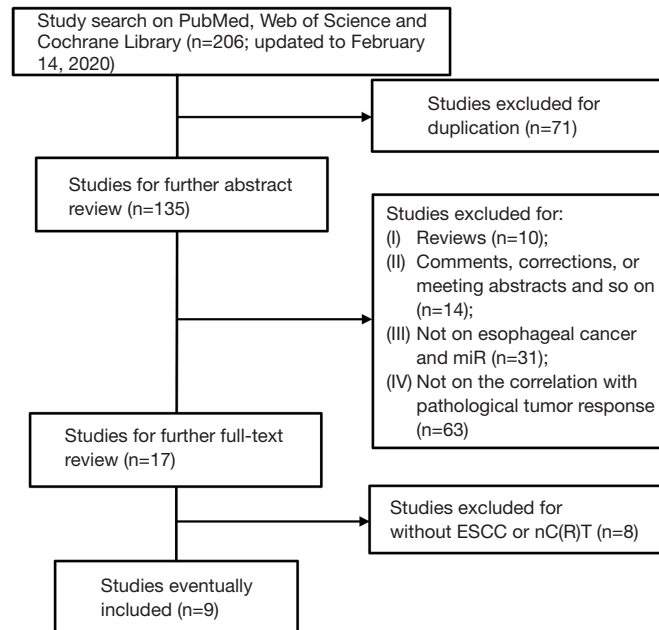 Study search on PubMed, Web of Science and
Cochrane Library (n=206; updated to February
14, 2020)
Studies excluded for
duplication (n=71)
Studies for further abstract
review (n=135)
Studies excluded for:
(I) Reviews (n=10);
(II) Comments, corrections, or
meeting abstracts and so on
(n=14);
(III) Not on esophageal cancer
and miR (n=31);
(IV) Not on the correlation with
pathological tumor response
(n=63)
Studies for further full-text
review (n=17)
Studies excluded for
without ESCC or nC(R)T (n=8)
Studies eventually
included (n=9)